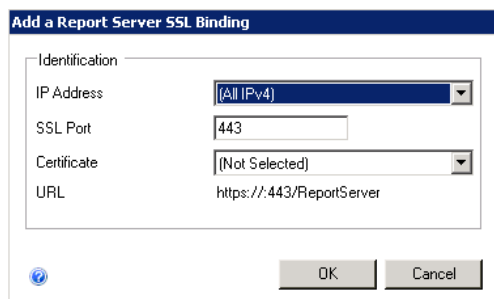 Add a Report Server SSL Binding
Identification
IP Address (All IPv4)
SSL Port 443
Certificate (Not Selected)
URL https://:443/ReportServer
? OK Cancel